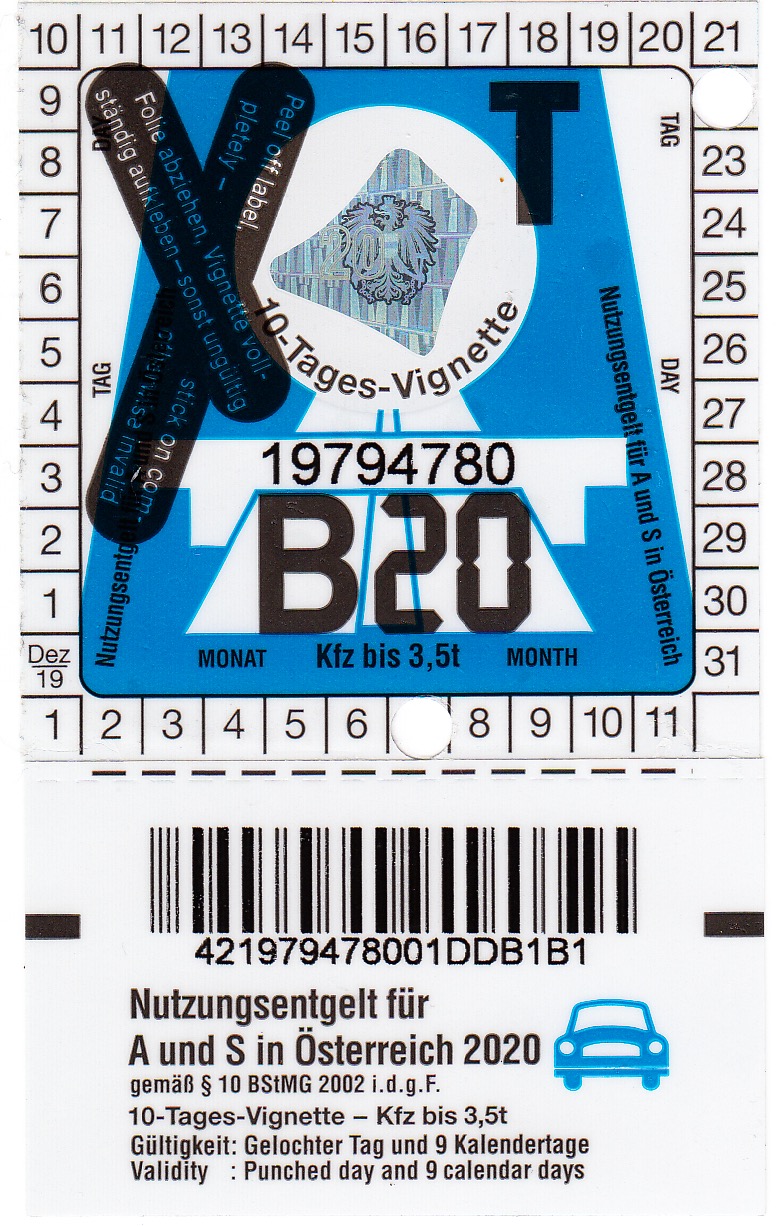 10 11 12 13 14 15 16 17 18 19 20 21
9
8
7
6
5
4
3
2
1
Dez
19
23
24
25
26
27
28
29
30
31
DAY
TAG
T
Peel off label,
pletely –
stick on com-
invalid
Folie abziehen, Vignette voll-
ständig aufkleben – sonst ungültig
20
10-Tages-Vignette
TAG
DAY
Nutzungsentgelt für A und S in Österreich
Nutzungsentgelt
19794780
B20
MONAT Kfz bis 3,5t MONTH
1 2 3 4 5 6 8 9 10 11
421979478001DDB1B1
Nutzungsentgelt für
A und S in Österreich 2020
gemäß § 10 BStMG 2002 i.d.g.F.
10-Tages-Vignette – Kfz bis 3,5t
Gültigkeit: Gelochter Tag und 9 Kalendertage
Validity : Punched day and 9 calendar days